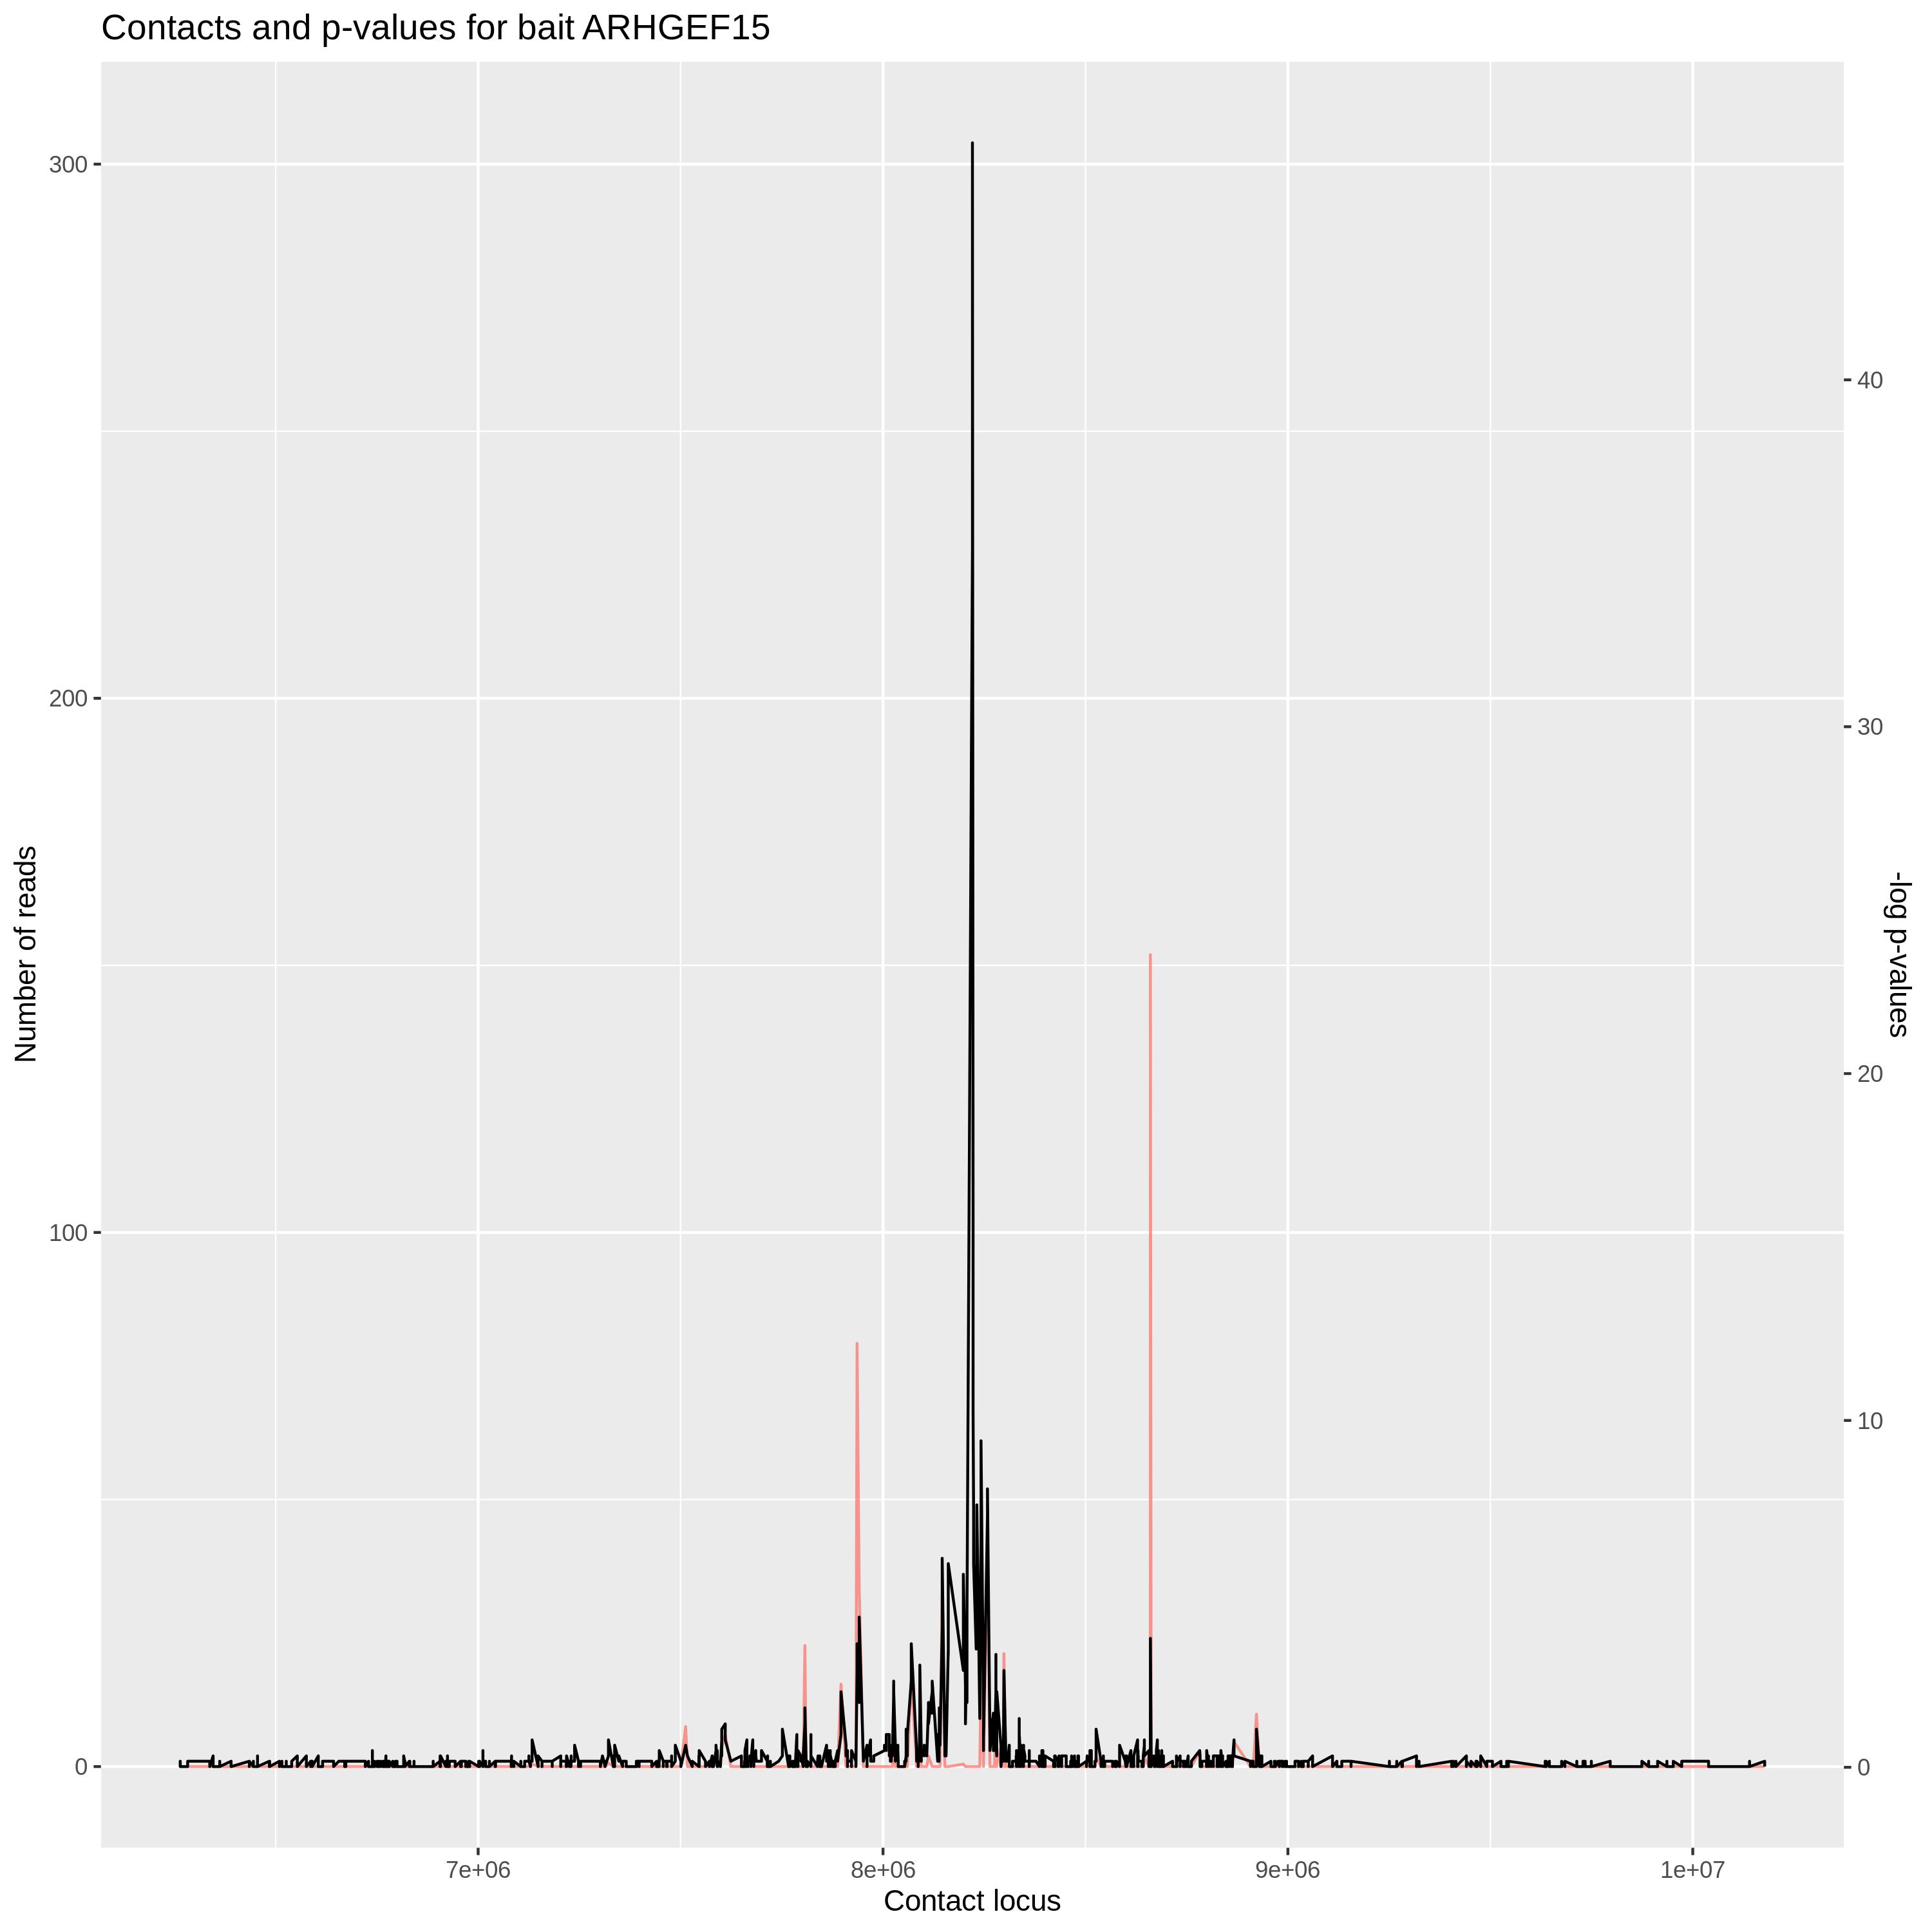 Contacts and p-values for bait ARHGEF15
300
200
100
0
Number of reads
40
30
20
10
0
-log p-values
7e+06
8e+06
9e+06
1e+07
Contact locus